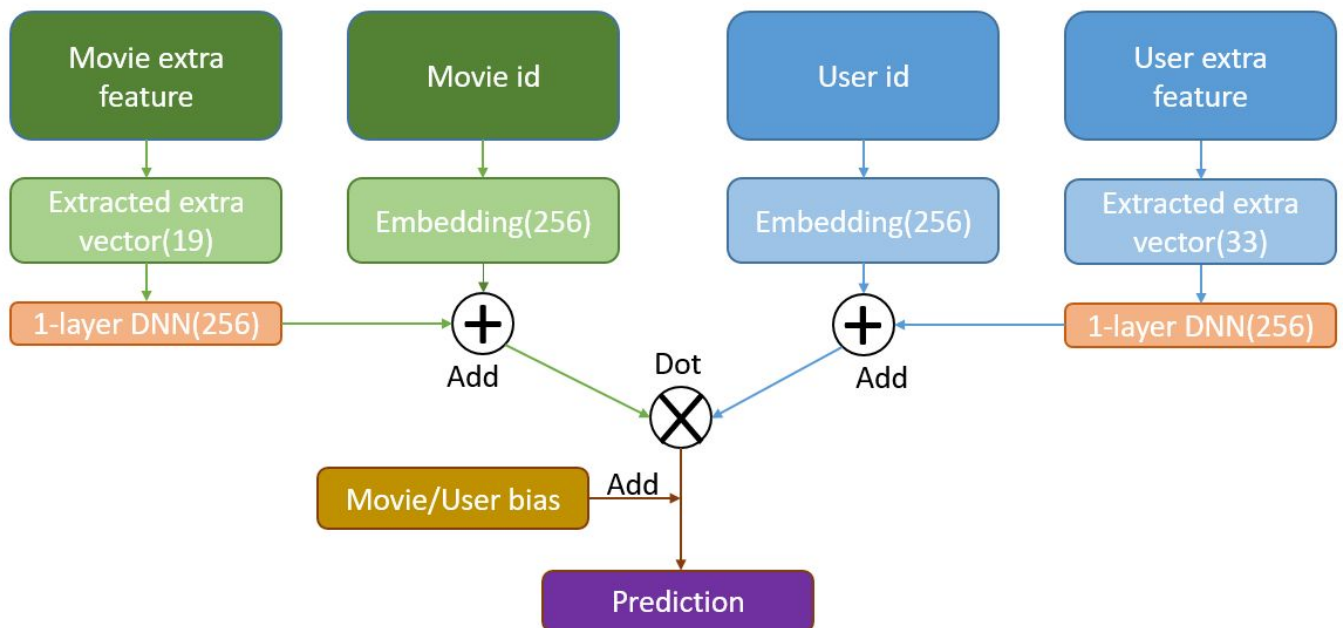 Movie extra
feature
Movie id
User id
User extra
feature
Extracted extra
vector(19)
Embedding(256)
Embedding(256)
Extracted extra
vector(33)
1-layer DNN(256)
1-layer DNN(256)
Add
Dot
Add
Movie/User bias
Add
Prediction